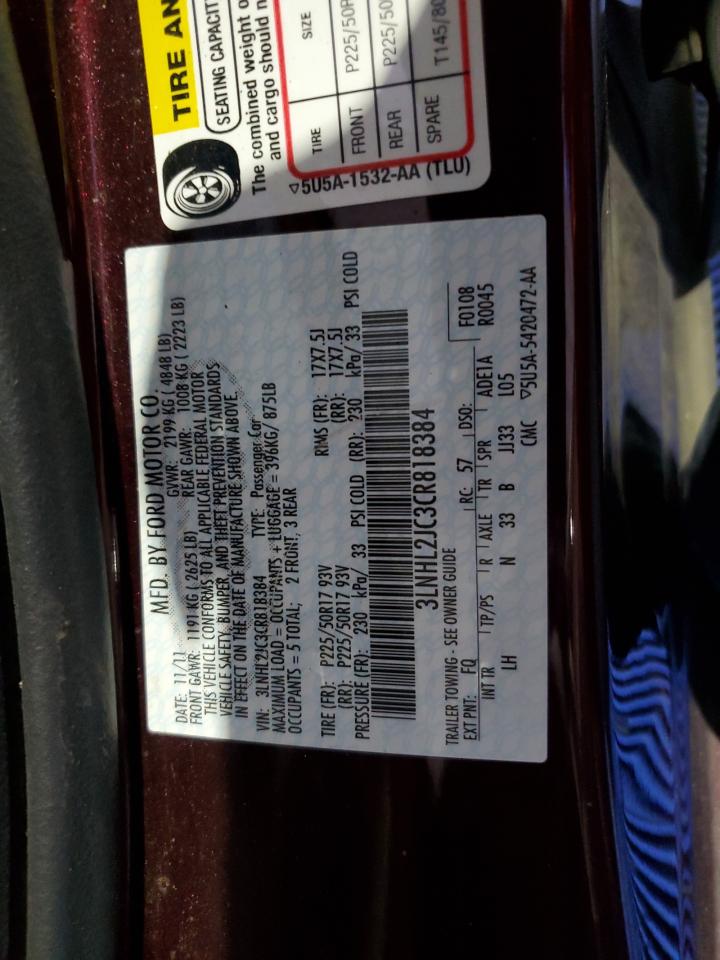 MFD. BY FORD MOTOR CO.
DATE: 11/11 GVWR: 2199 KG ( 4848 LB)
FRONT GAWR: 1191 KG ( 2625 LB) REAR GAWR: 1008 KG ( 2223 LB)
THIS VEHICLE CONFORMS TO ALL APPLICABLE FEDERAL MOTOR
VEHICLE SAFETY, BUMPER, AND THEFT PREVENTION STANDARDS
IN EFFECT ON THE DATE OF MANUFACTURE SHOWN ABOVE.
VIN: 3LNHL2JC3CR818384 TYPE: Passenger Car
MAXIMUM LOAD = OCCUPANTS + LUGGAGE = 396KG/ 875LB
OCCUPANTS = 5 TOTAL; 2 FRONT, 3 REAR
TIRE (FR): P225/50R17 93V RIMS (FR): 17X7.5J
(RR): P225/50R17 93V (RR): 17X7.5J
PRESSURE (FR): 230 kPa/ 33 PSI COLD (RR): 230 kPa/ 33 PSI COLD
3LNHL2JC3CR818384
TRAILER TOWING - SEE OWNER GUIDE
EXT PNT: FQ RC: 57 DSO: F0108
R0045
INT TR TP/PS R AXLE TR SPR ADE1A
LH N 33 B JJ33 L05
CMC ▽5U5A-5420472-AA
TIRE AN
SEATING CAPACITY
The combined weight o
and cargo should n
TIRE SIZE
FRONT P225/50R
REAR P225/50
SPARE T145/80
▽5U5A-1532-AA (TLU)